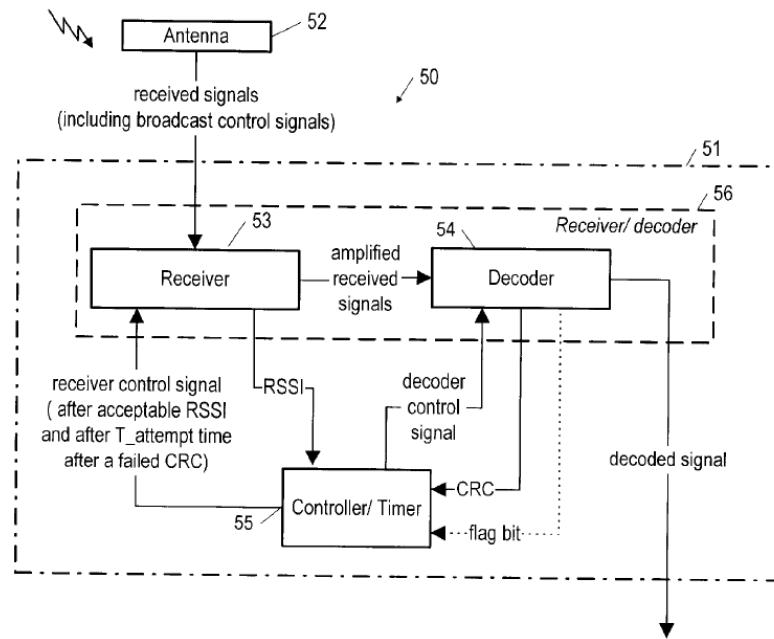 Antenna
52
50
received signals
(including broadcast control signals)
51
56
Receiver/ decoder
53
54
Receiver
amplified
received
signals
Decoder
receiver control signal
( after acceptable RSSI
and after T_attempt time
after a failed CRC)
RSSI
decoder
control
signal
decoded signal
CRC
Controller/ Timer
55
flag bit